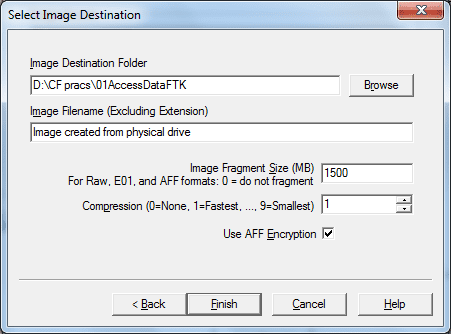 Select Image Destination
Image Destination Folder
D:\CF pracs\01AccessDataFTK
Browse
Image Filename (Excluding Extension)
Image created from physical drive
Image Fragment Size (MB)
1500
For Raw, E01, and AFF formats: 0 = do not fragment
Compression (0=None, 1=Fastest, ..., 9=Smallest)
1
Use AFF Encryption
< Back
Finish
Cancel
Help